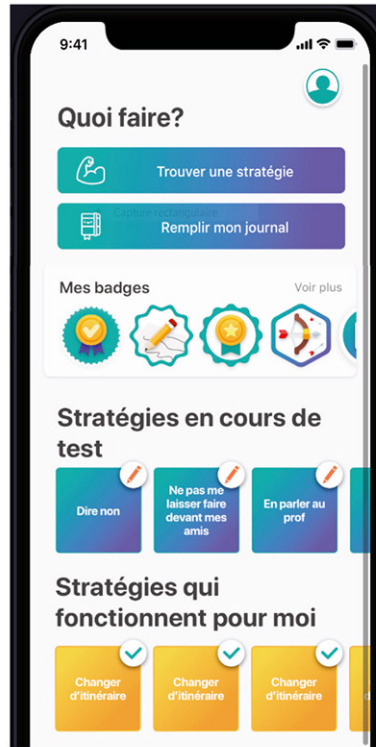 9:41
Quoi faire?
Trouver une stratégie
Capture rectangulaire
Remplir mon journal
Mes badges
Voir plus
Stratégies en cours de
test
Dire non
Ne pas me
laisser faire
devant mes
amis
En parler au
prof
Stratégies qui
fonctionnent pour moi
Changer
d'itinéraire
Changer
d'itinéraire
Changer
d'itinéraire